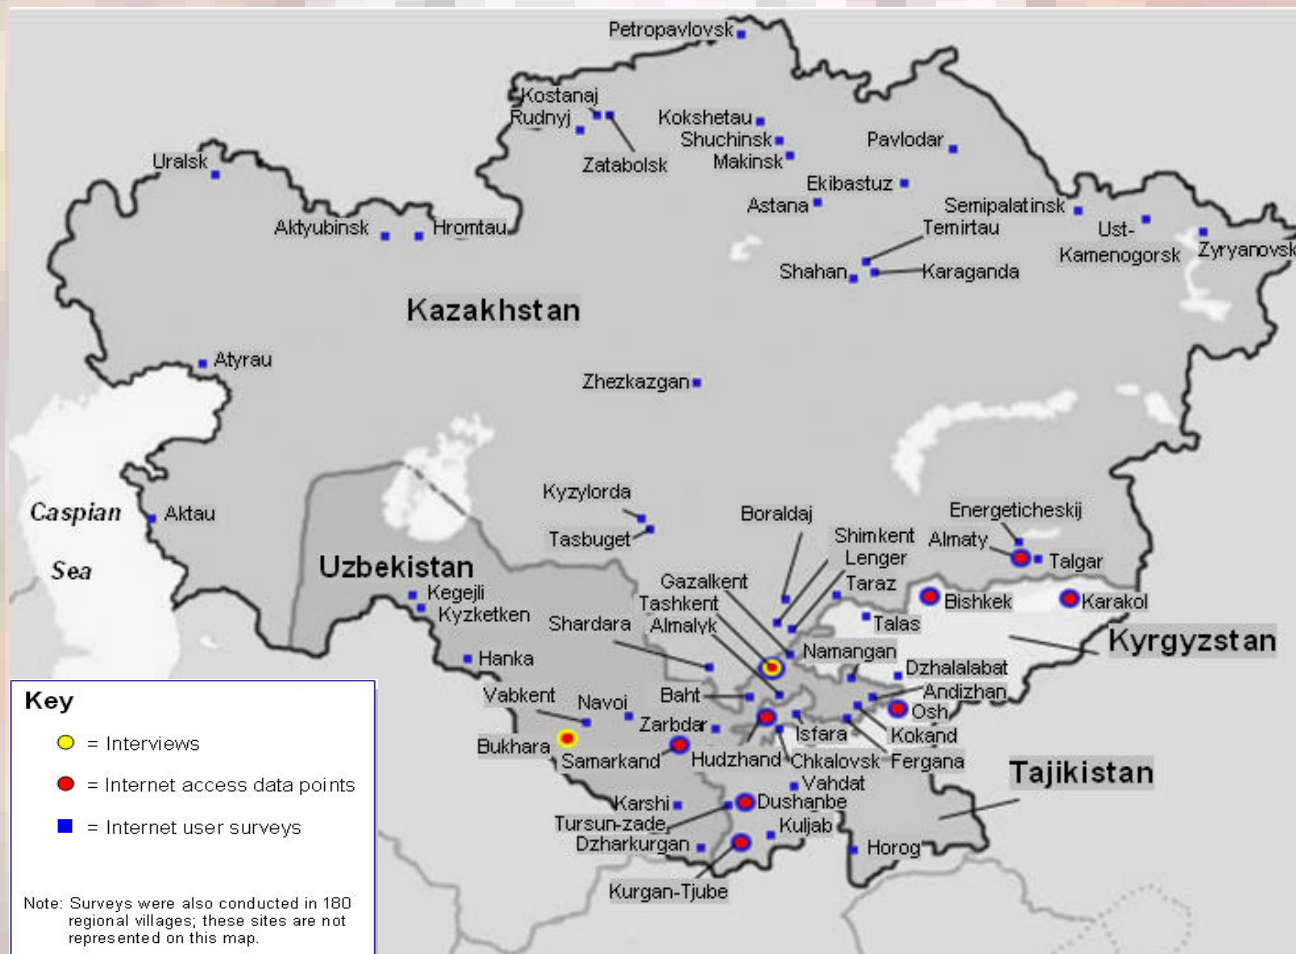 Petropavlovsk
Kostanaj
Rudnyj
Zatabolsk
Kokshetau
Shuchinsk
Makinsk
Pavlodar
Uralsk
Ekibastuz
Astana
Semipalatinsk
Aktyubinsk
Hromtau
Temirtau
Ust-
Kamenogorsk
Zyryanovsk
Shahan
Karaganda
Kazakhstan
Atyrau
Zhezkazgan
Kyzylorda
Tasbuget
Caspian
Sea
Aktau
Boraldaj
Energeticheskij
Almaty
Talgar
Shimkent
Lenger
Taraz
Uzbekistan
Gazalkent
Tashkent
Almalyk
Kegejli
Kyzketken
Shardara
Bishkek
Karakol
Talas
Kyrgyzstan
Hanka
Namangan
Dzhalalabat
Vabkent
Navoi
Baht
Andizhan
Osh
Zarbdar
Isfara
Kokand
Bukhara
Samarkand
Hudzhand
Chkalovsk
Fergana
Tajikistan
Vahdat
Karshi
Dushanbe
Tursun-zade
Kuljab
Dzharkurgan
Horog
Kurgan-Tjube
Key
= Interviews
= Internet access data points
= Internet user surveys
Note: Surveys were also conducted in 180
regional villages; these sites are not
represented on this map.